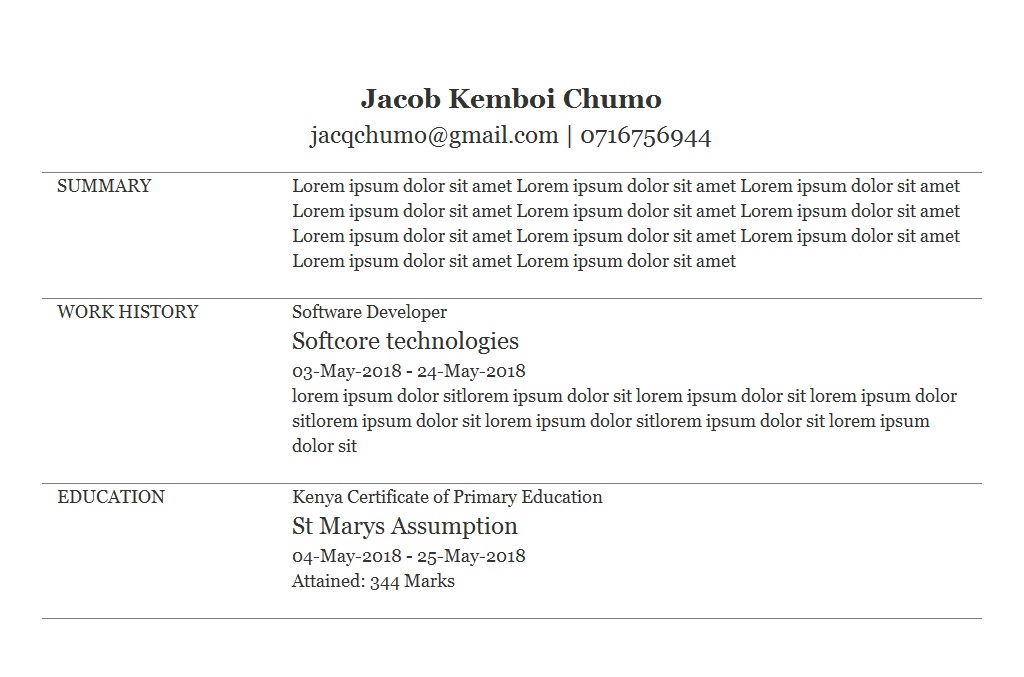 Jacob Kemboi Chumo
jacqchumo@gmail.com | 0716756944
SUMMARY
Lorem ipsum dolor sit amet Lorem ipsum dolor sit amet Lorem ipsum dolor sit amet
Lorem ipsum dolor sit amet Lorem ipsum dolor sit amet Lorem ipsum dolor sit amet
Lorem ipsum dolor sit amet Lorem ipsum dolor sit amet Lorem ipsum dolor sit amet
Lorem ipsum dolor sit amet Lorem ipsum dolor sit amet
WORK HISTORY
Software Developer
Softcore technologies
03-May-2018 - 24-May-2018
lorem ipsum dolor sitlorem ipsum dolor sit lorem ipsum dolor sit lorem ipsum dolor
sitlorem ipsum dolor sit lorem ipsum dolor sitlorem ipsum dolor sit lorem ipsum
dolor sit
EDUCATION
Kenya Certificate of Primary Education
St Marys Assumption
04-May-2018 - 25-May-2018
Attained: 344 Marks